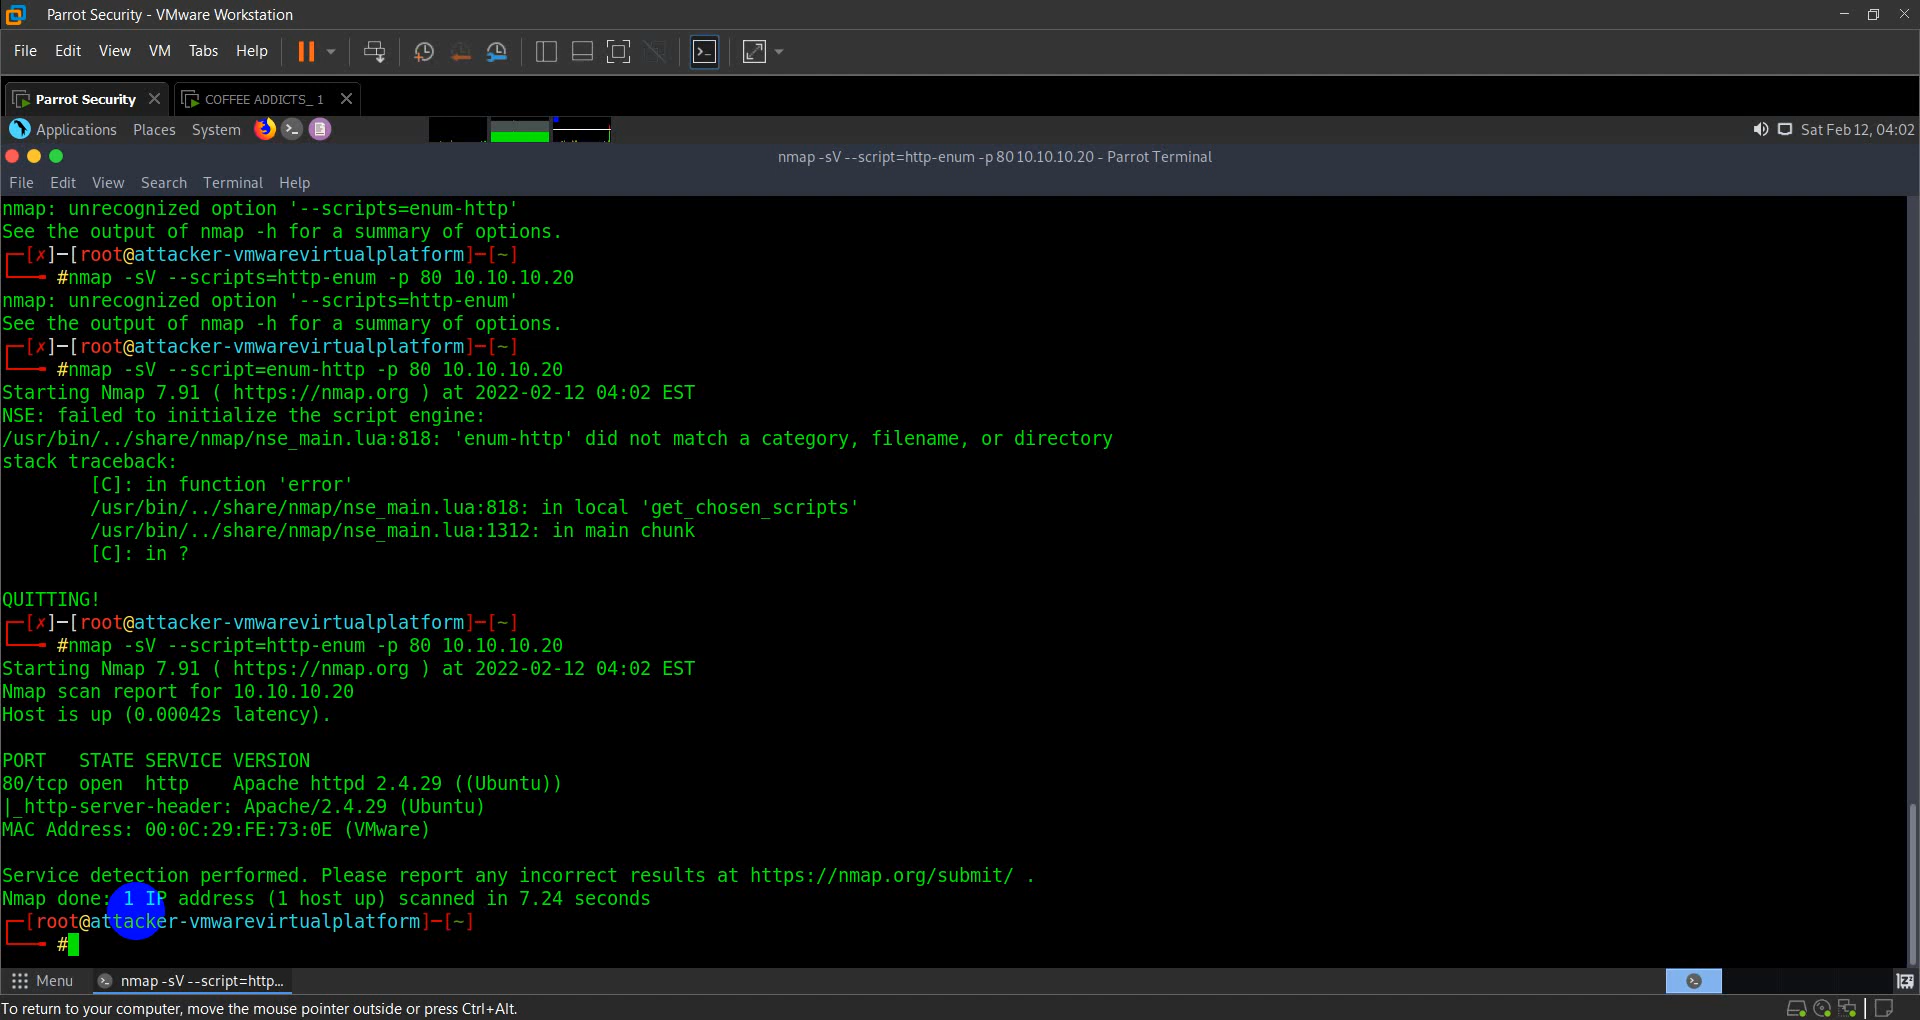 Parrot Security - VMware Workstation
File Edit View VM Tabs Help
Parrot Security COFFEE ADDICTS_ 1
Applications Places System Sat Feb 12, 04:02
nmap -sV --script=http-enum -p 80 10.10.10.20 - Parrot Terminal
File Edit View Search Terminal Help
nmap: unrecognized option '--scripts=enum-http'
See the output of nmap -h for a summary of options.
┌─[✗]─[root@attacker-vmwarevirtualplatform]─[~]
└──╼ #nmap -sV --scripts=http-enum -p 80 10.10.10.20
nmap: unrecognized option '--scripts=http-enum'
See the output of nmap -h for a summary of options.
┌─[✗]─[root@attacker-vmwarevirtualplatform]─[~]
└──╼ #nmap -sV --script=enum-http -p 80 10.10.10.20
Starting Nmap 7.91 ( https://nmap.org ) at 2022-02-12 04:02 EST
NSE: failed to initialize the script engine:
/usr/bin/../share/nmap/nse_main.lua:818: 'enum-http' did not match a category, filename, or directory
stack traceback:
[C]: in function 'error'
/usr/bin/../share/nmap/nse_main.lua:818: in local 'get_chosen_scripts'
/usr/bin/../share/nmap/nse_main.lua:1312: in main chunk
[C]: in ?
QUITTING!
┌─[✗]─[root@attacker-vmwarevirtualplatform]─[~]
└──╼ #nmap -sV --script=http-enum -p 80 10.10.10.20
Starting Nmap 7.91 ( https://nmap.org ) at 2022-02-12 04:02 EST
Nmap scan report for 10.10.10.20
Host is up (0.00042s latency).
PORT   STATE SERVICE VERSION
80/tcp open  http    Apache httpd 2.4.29 ((Ubuntu))
|_http-server-header: Apache/2.4.29 (Ubuntu)
MAC Address: 00:0C:29:FE:73:0E (VMware)
Service detection performed. Please report any incorrect results at https://nmap.org/submit/ .
Nmap done: 1 IP address (1 host up) scanned in 7.24 seconds
┌─[root@attacker-vmwarevirtualplatform]─[~]
└──╼ #
Menu nmap -sV --script=http...
To return to your computer, move the mouse pointer outside or press Ctrl+Alt.